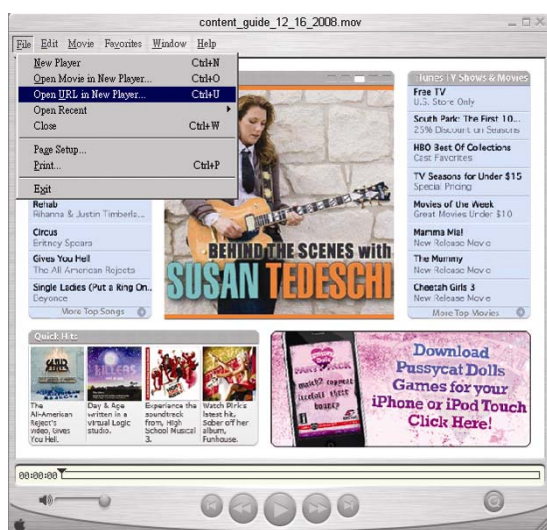 content_guide_12_16_2008.mov
File Edit Movie Favorites Window Help
New Player Ctrl+N
Open Movie in New Player... Ctrl+O
Open URL in New Player... Ctrl+U
Open Recent
Close Ctrl+W
Page Setup...
Print... Ctrl+P
Exit
Rehab
Rihanna & Justin Timberla...
Circus
Britney Spears
Gives You Hell
The All American Rejects
Single Ladies (Put a Ring On..
Beyonce
More Top Songs
BEHIND THE SCENES with
SUSAN TEDESCHI
iTunes TV Shows & Movies
Free TV
U.S. Store Only
South Park: The First 10...
25% Discount on Seasons
HBO Best Of Collections
Cast Favorites
TV Seasons for Under $15
Special Pricing
Movies of the Week
Great Movies Under $10
Mamma Mia!
New Release Movie
The Mummy
New Release Movie
Cheetah Girls 3
New Release Movie
More Top Movies
Quick Hits
The
All-American
Reject's
video, Gives
You Hell.
KILLERS
Day & Age
written in a
virtual Logic
studio.
Experience the
soundtrack
from, High
School Musical
3.
Watch P!nk's
latest hit,
Sober off her
album,
Funhouse.
Download
Pussycat Dolls
Games for your
iPhone or iPod Touch
Click Here!
00:00:00